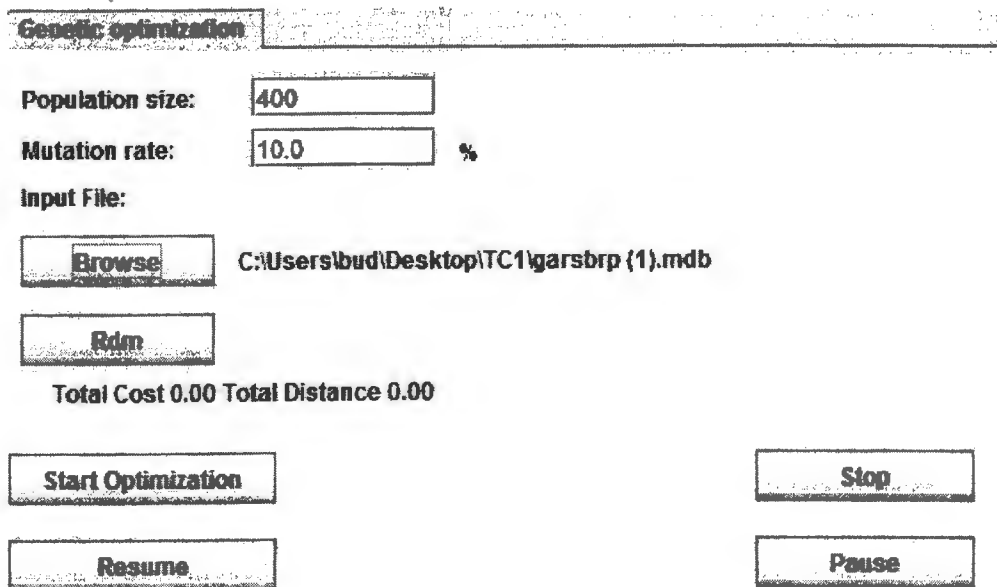 Genetic optimization
Population size: 400
Mutation rate: 10.0 %
Input File:
Browse C:\Users\bud\Desktop\TC1\garsbrp (1).mdb
Rdm
Total Cost 0.00 Total Distance 0.00
Start Optimization Stop
Resume Pause